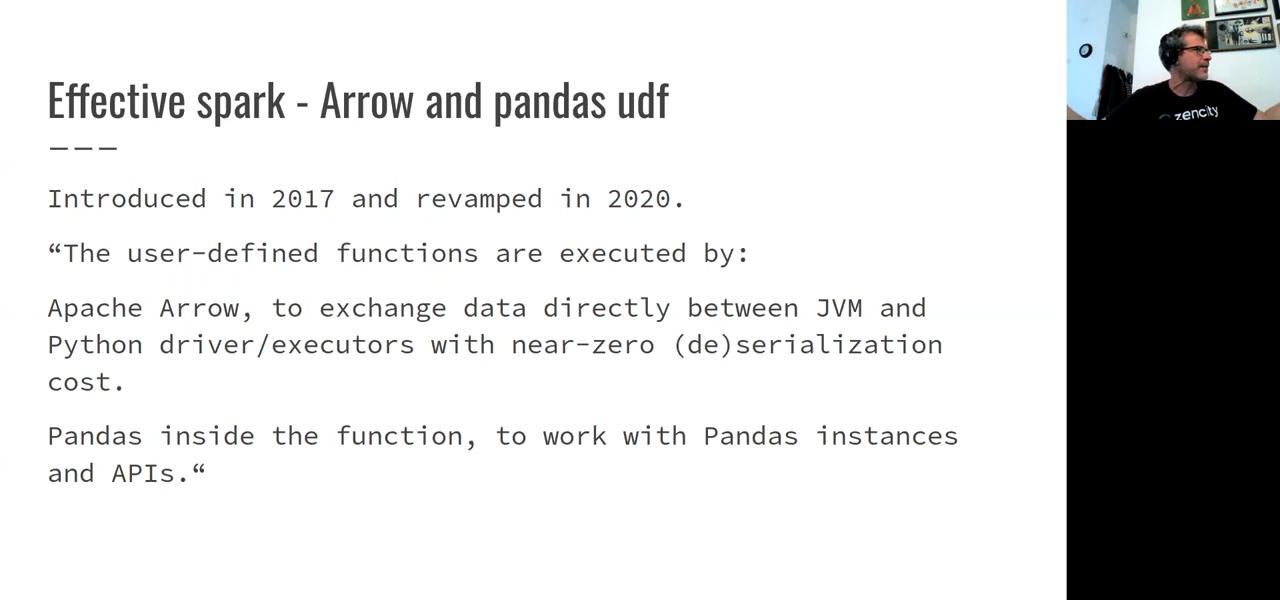 Effective spark - Arrow and pandas udf
———
Introduced in 2017 and revamped in 2020.
“The user-defined functions are executed by:
Apache Arrow, to exchange data directly between JVM and
Python driver/executors with near-zero (de)serialization
cost.
Pandas inside the function, to work with Pandas instances
and APIs.“
zencity